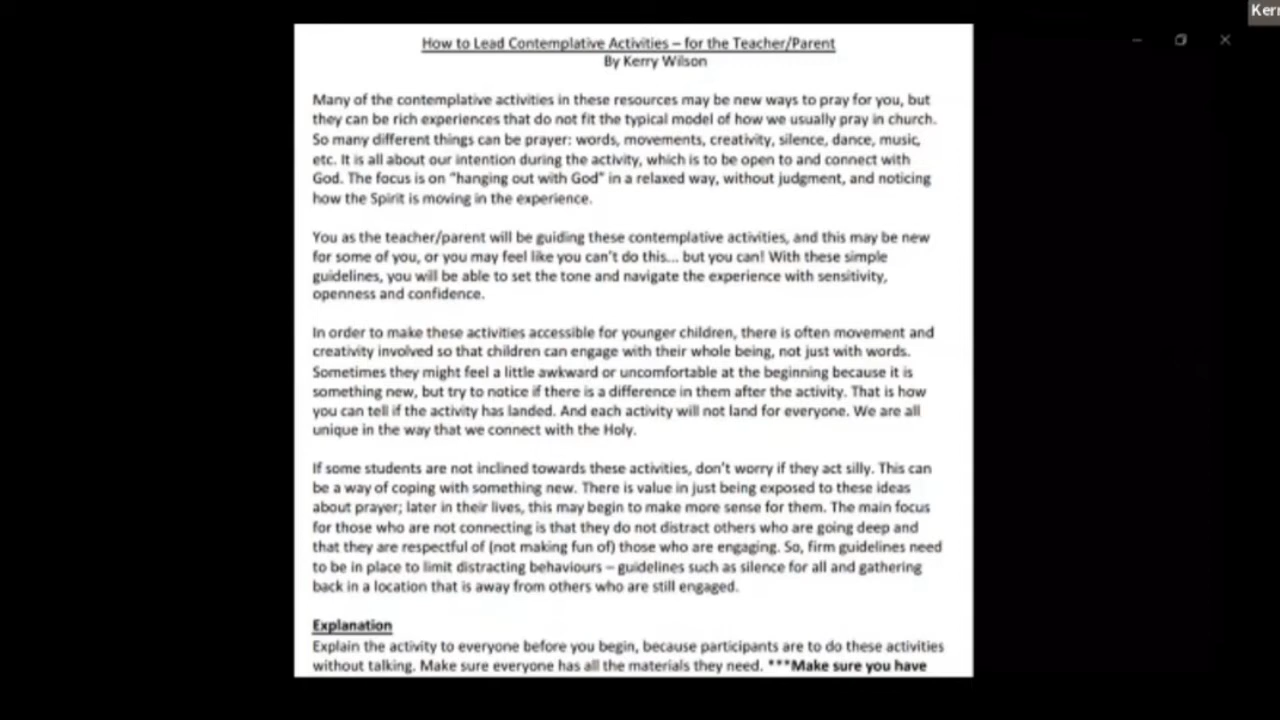 Kerr
How to Lead Contemplative Activities – for the Teacher/Parent
By Kerry Wilson
Many of the contemplative activities in these resources may be new ways to pray for you, but
they can be rich experiences that do not fit the typical model of how we usually pray in church.
So many different things can be prayer: words, movements, creativity, silence, dance, music,
etc. It is all about our intention during the activity, which is to be open to and connect with
God. The focus is on “hanging out with God” in a relaxed way, without judgment, and noticing
how the Spirit is moving in the experience.
You as the teacher/parent will be guiding these contemplative activities, and this may be new
for some of you, or you may feel like you can’t do this... but you can! With these simple
guidelines, you will be able to set the tone and navigate the experience with sensitivity,
openness and confidence.
In order to make these activities accessible for younger children, there is often movement and
creativity involved so that children can engage with their whole being, not just with words.
Sometimes they might feel a little awkward or uncomfortable at the beginning because it is
something new, but try to notice if there is a difference in them after the activity. That is how
you can tell if the activity has landed. And each activity will not land for everyone. We are all
unique in the way that we connect with the Holy.
If some students are not inclined towards these activities, don’t worry if they act silly. This can
be a way of coping with something new. There is value in just being exposed to these ideas
about prayer; later in their lives, this may begin to make more sense for them. The main focus
for those who are not connecting is that they do not distract others who are going deep and
that they are respectful of (not making fun of) those who are engaging. So, firm guidelines need
to be in place to limit distracting behaviours – guidelines such as silence for all and gathering
back in a location that is away from others who are still engaged.
Explanation
Explain the activity to everyone before you begin, because participants are to do these activities
without talking. Make sure everyone has all the materials they need. ***Make sure you have